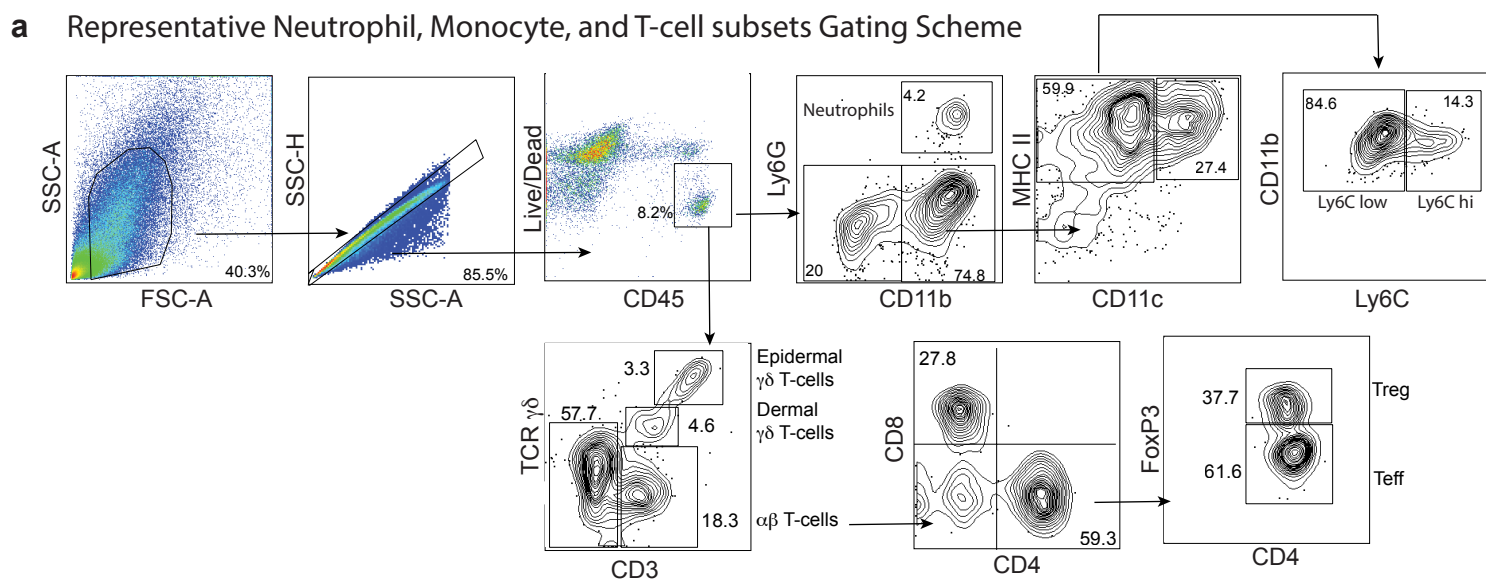 a Representative Neutrophil, Monocyte, and T-cell subsets Gating Scheme
SSC-A
40.3%
FSC-A
SSC-H
85.5%
SSC-A
Live/Dead
8.2%
CD45
Ly6G
Neutrophils
4.2
20
74.8
CD11b
MHC II
59.9
27.4
CD11c
CD11b
84.6
14.3
Ly6C low
Ly6C hi
Ly6C
TCR γδ
3.3
57.7
4.6
18.3
CD3
Epidermal
γδ T-cells
Dermal
γδ T-cells
αβ T-cells
CD8
27.8
59.3
CD4
FoxP3
37.7
61.6
Treg
Teff
CD4